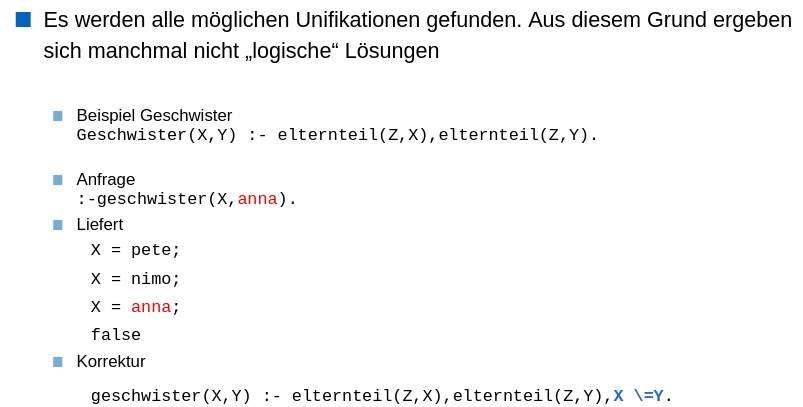 Es werden alle möglichen Unifikationen gefunden. Aus diesem Grund ergeben
sich manchmal nicht „logische“ Lösungen
Beispiel Geschwister
Geschwister(X,Y) :- elternteil(Z,X),elternteil(Z,Y).
Anfrage
:-geschwister(X,anna).
Liefert
X = pete;
X = nimo;
X = anna;
false
Korrektur
geschwister(X,Y) :- elternteil(Z,X),elternteil(Z,Y),X \=Y.